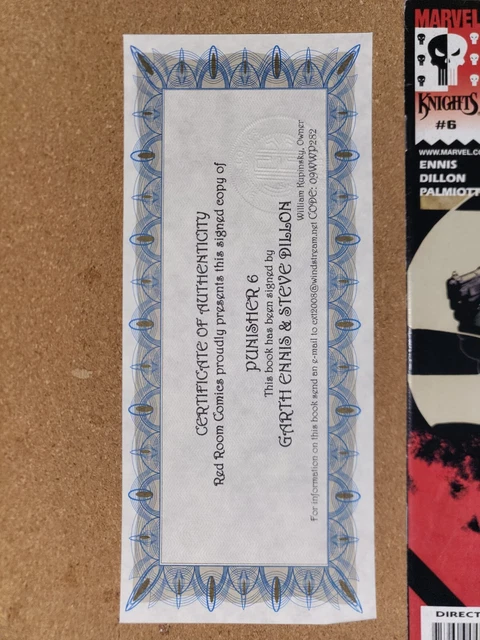 CERTIFICATE OF AUTHENTICITY
Red Room Comics proudly presents this signed copy of
PUNISHER 6
This book has been signed by
GARTH ENNIS & STEVE DILLON
William Kupinsky, Owner
For information on this book send an e-mail to cxt2008@windstream.net CODE: 09WWP282
MARVEL
KNIGHTS
#6
WWW.MARVEL.CO
ENNIS
DILLON
PALMIOTT
DIRECT